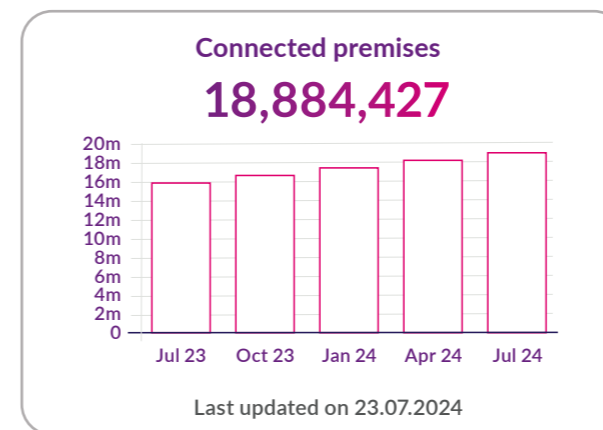 Connected premises
18,884,427
20m
18m
16m
14m
12m
10m
8m
6m
4m
2m
0
Jul 23 Oct 23 Jan 24 Apr 24 Jul 24
Last updated on 23.07.2024